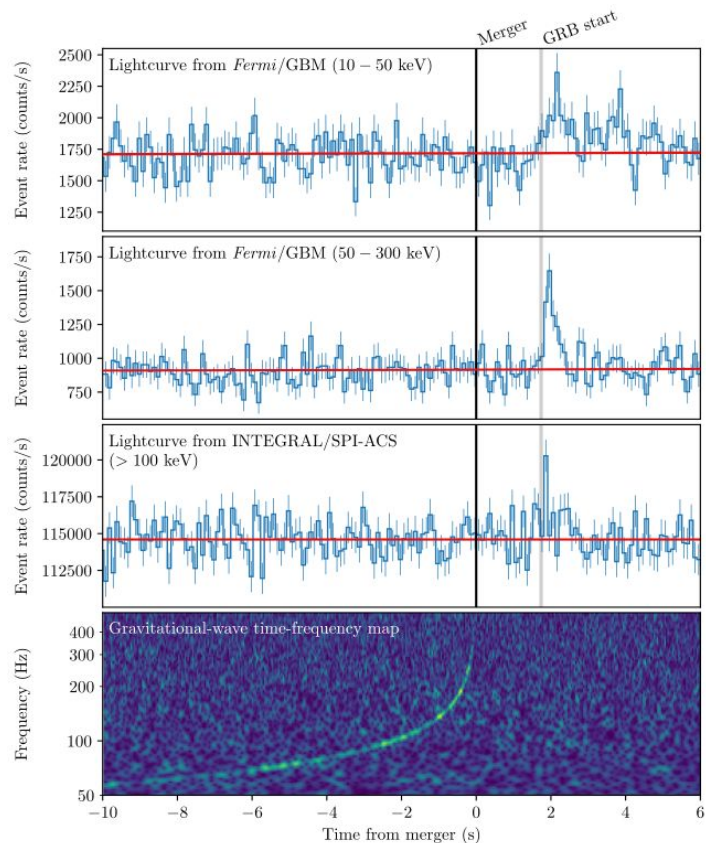 Merger
GRB start
2500
2250
2000
1750
1500
1250
Event rate (counts/s)
Lightcurve from Fermi/GBM (10 − 50 keV)
1750
1500
1250
1000
750
Event rate (counts/s)
Lightcurve from Fermi/GBM (50 − 300 keV)
120000
117500
115000
112500
Event rate (counts/s)
Lightcurve from INTEGRAL/SPI-ACS
(> 100 keV)
400
300
200
100
50
Frequency (Hz)
Gravitational-wave time-frequency map
−10 −8 −6 −4 −2 0 2 4 6
Time from merger (s)